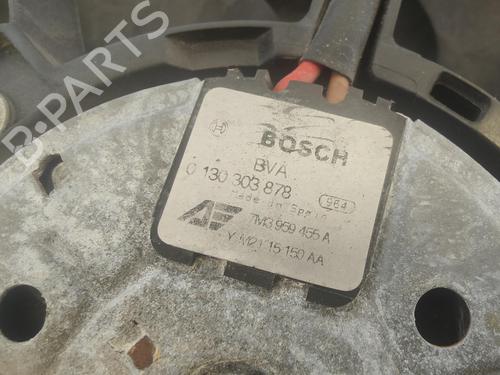 B-PARTS
BOSCH
BVA
0 130 303 878
Made in Spain
964
7M3 959 455 A
YM21 15 150 AA